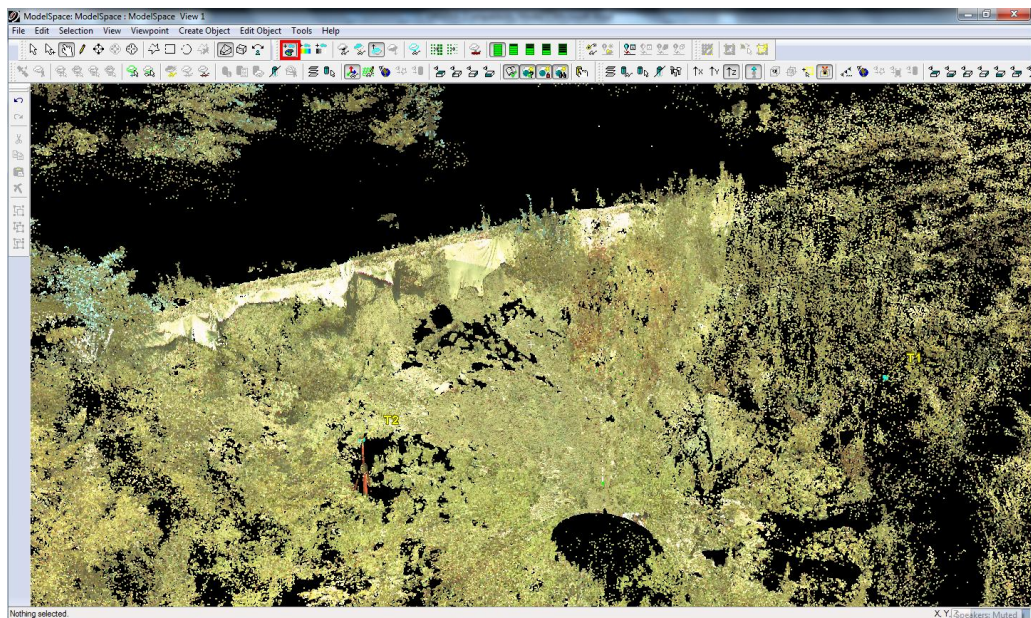 ModelSpace: ModelSpace : ModelSpace View 1
File Edit Selection View Viewpoint Create Object Edit Object Tools Help
T1
T2
Nothing selected.
X, Y, Z
Speakers: Muted